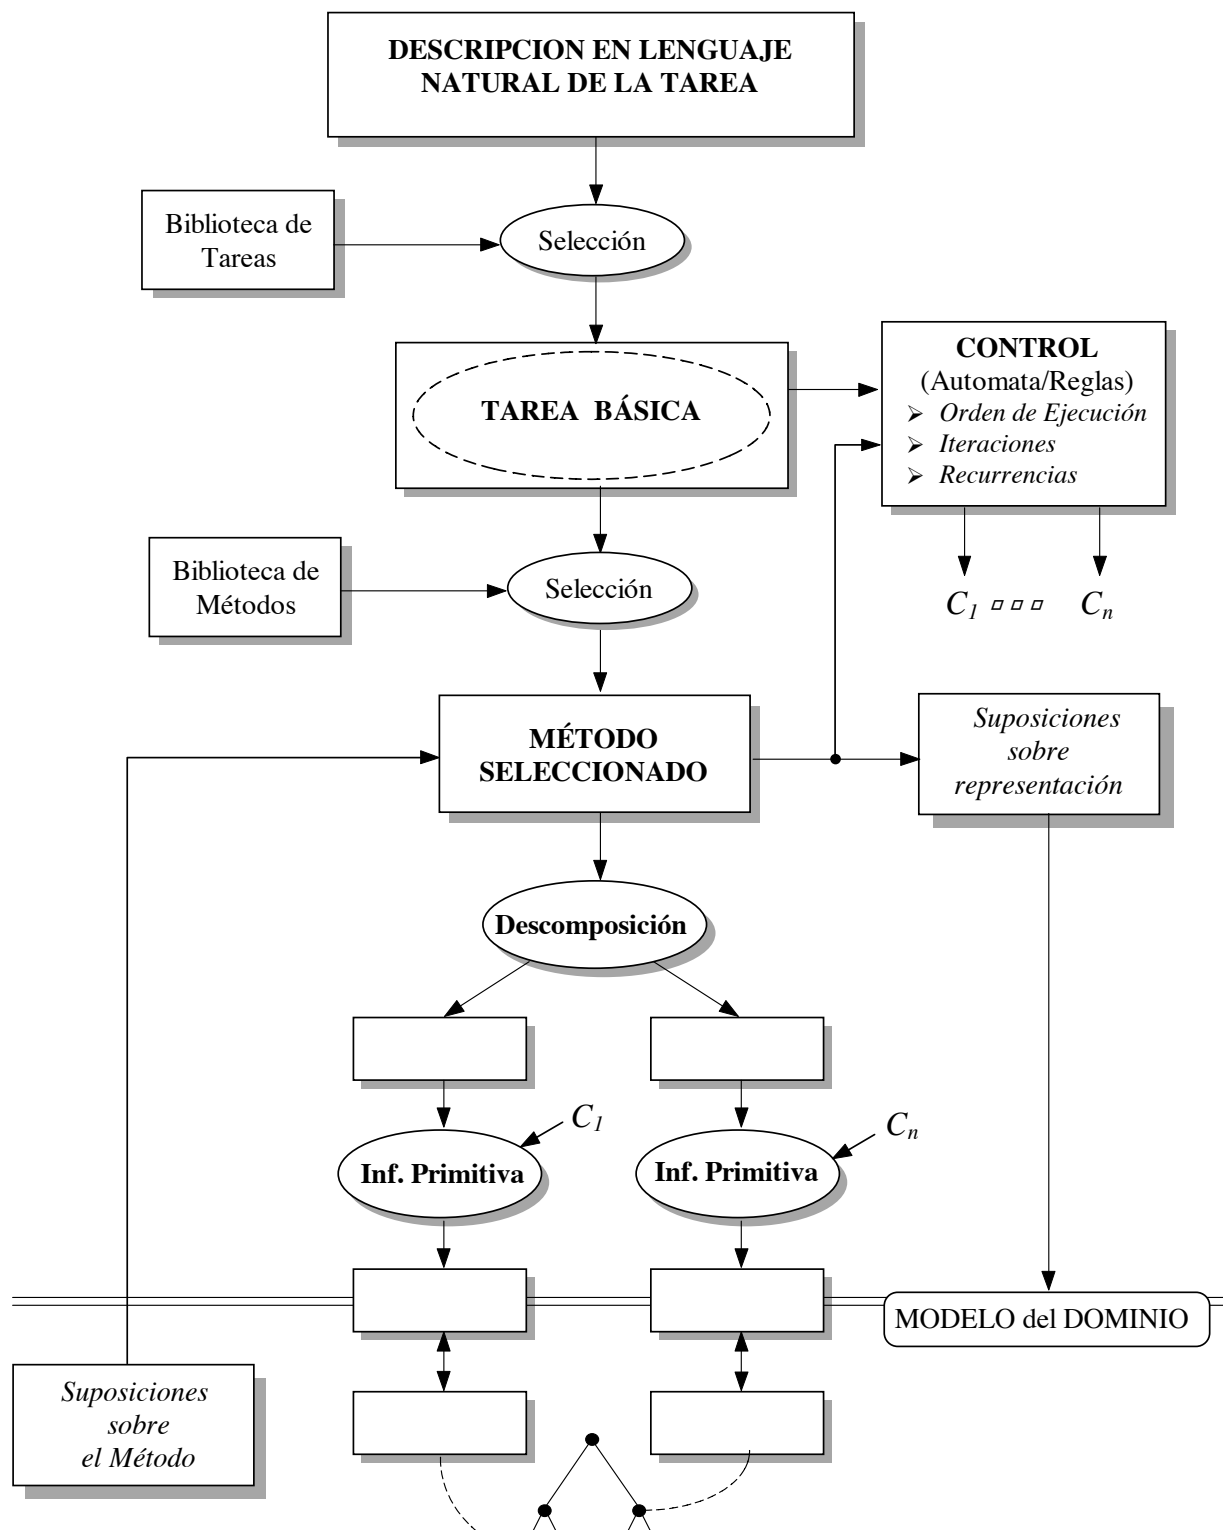 DESCRIPCION EN LENGUAJE
NATURAL DE LA TAREA
Biblioteca de
Tareas
Selección
TAREA BÁSICA
CONTROL
(Automata/Reglas)
➢ Orden de Ejecución
➢ Iteraciones
➢ Recurrencias
Biblioteca de
Métodos
Selección
C1 ▫▫▫ Cn
MÉTODO
SELECCIONADO
Suposiciones
sobre
representación
Descomposición
C1
Cn
Inf. Primitiva
Inf. Primitiva
MODELO del DOMINIO
Suposiciones
sobre
el Método